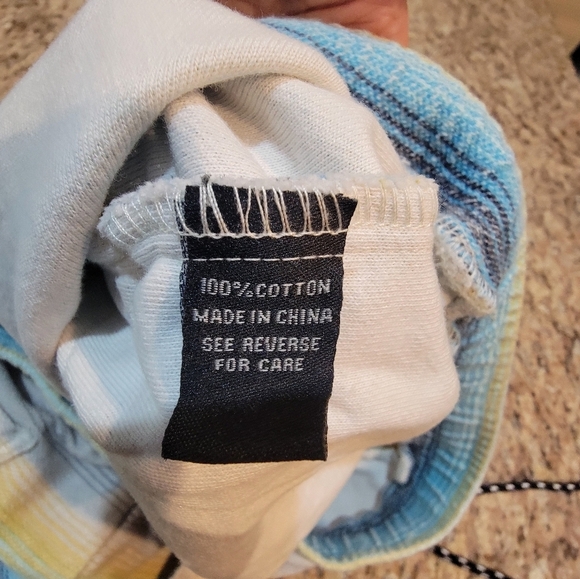 100% COTTON
MADE IN CHINA
SEE REVERSE
FOR CARE